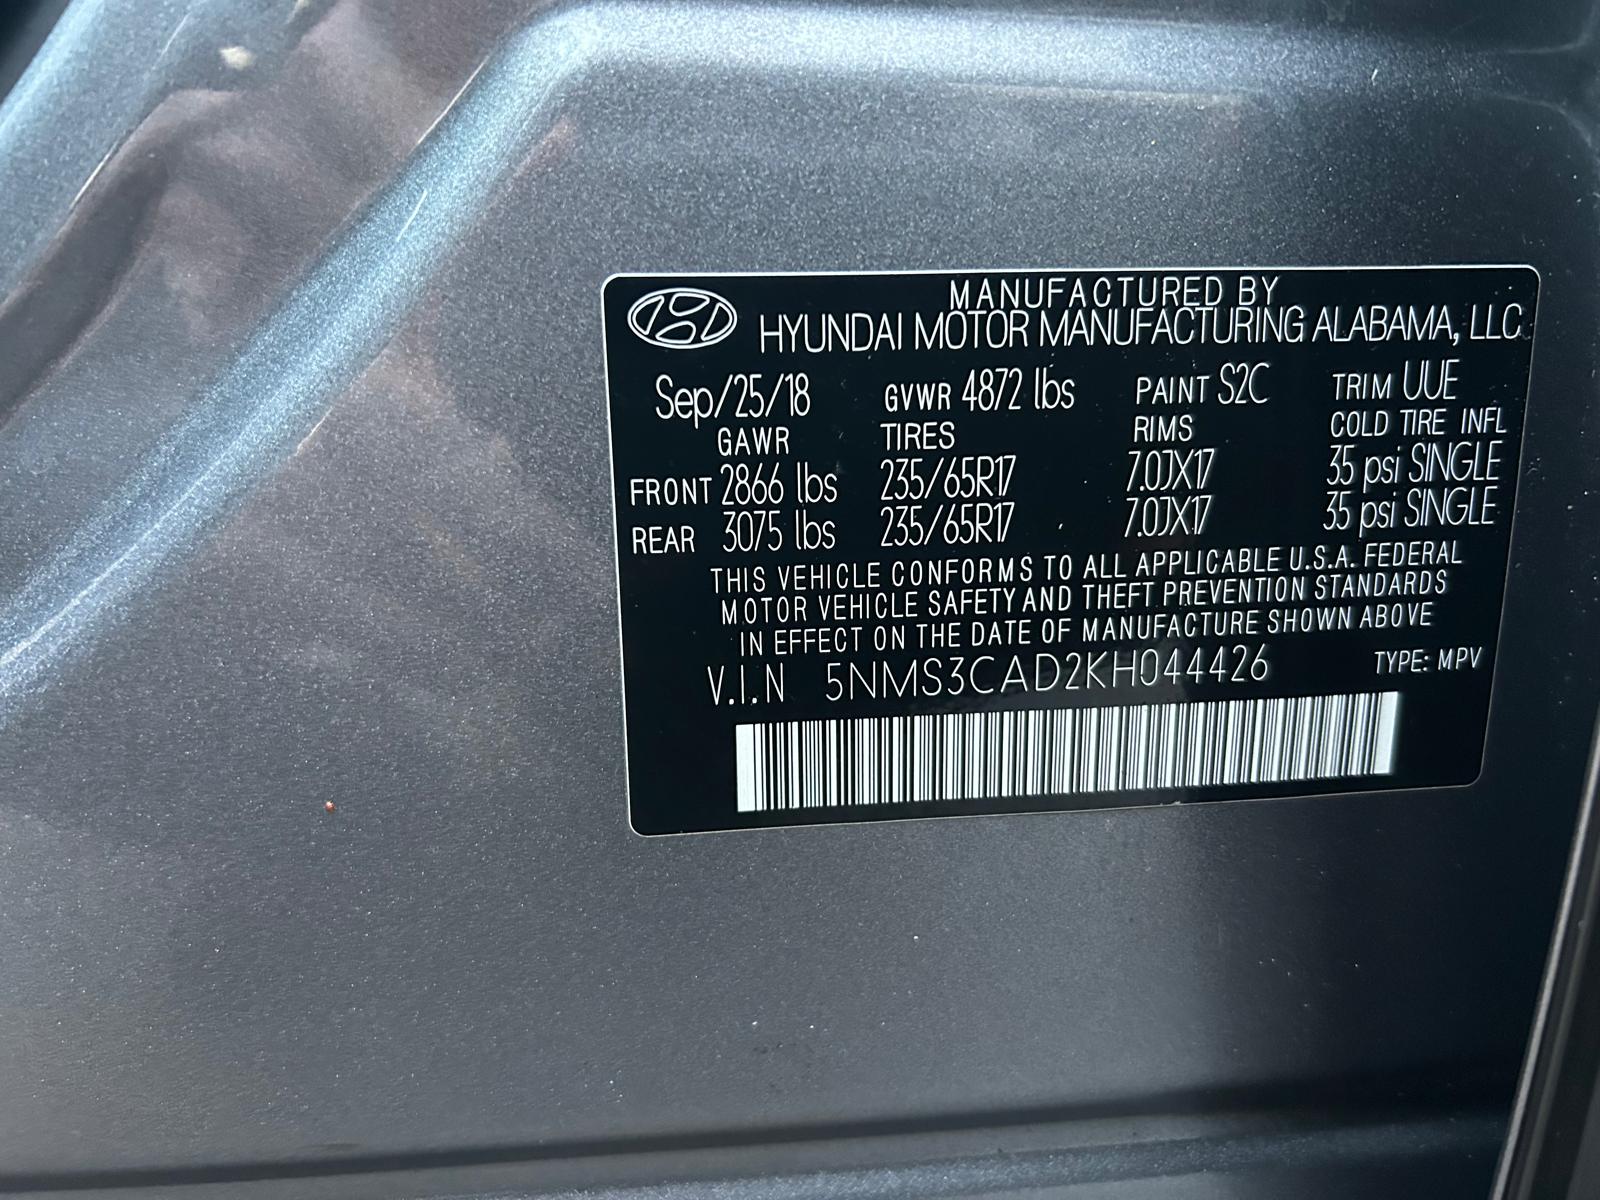 MANUFACTURED BY
HYUNDAI MOTOR MANUFACTURING ALABAMA, LLC
Sep/25/18 GVWR 4872 lbs PAINT S2C TRIM UUE
GAWR TIRES RIMS COLD TIRE INFL
FRONT 2866 lbs 235/65R17 7.0JX17 35 psi SINGLE
REAR 3075 lbs 235/65R17 7.0JX17 35 psi SINGLE
THIS VEHICLE CONFORMS TO ALL APPLICABLE U.S.A. FEDERAL
MOTOR VEHICLE SAFETY AND THEFT PREVENTION STANDARDS
IN EFFECT ON THE DATE OF MANUFACTURE SHOWN ABOVE
V.I.N 5NMS3CAD2KH044426 TYPE: MPV